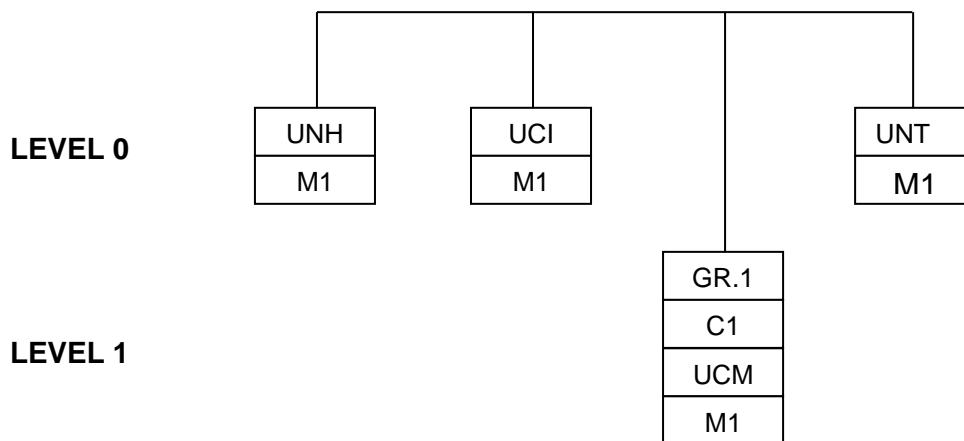 LEVEL 0
UNH
M1
UCI
M1
UNT
M1
LEVEL 1
GR.1
C1
UCM
M1